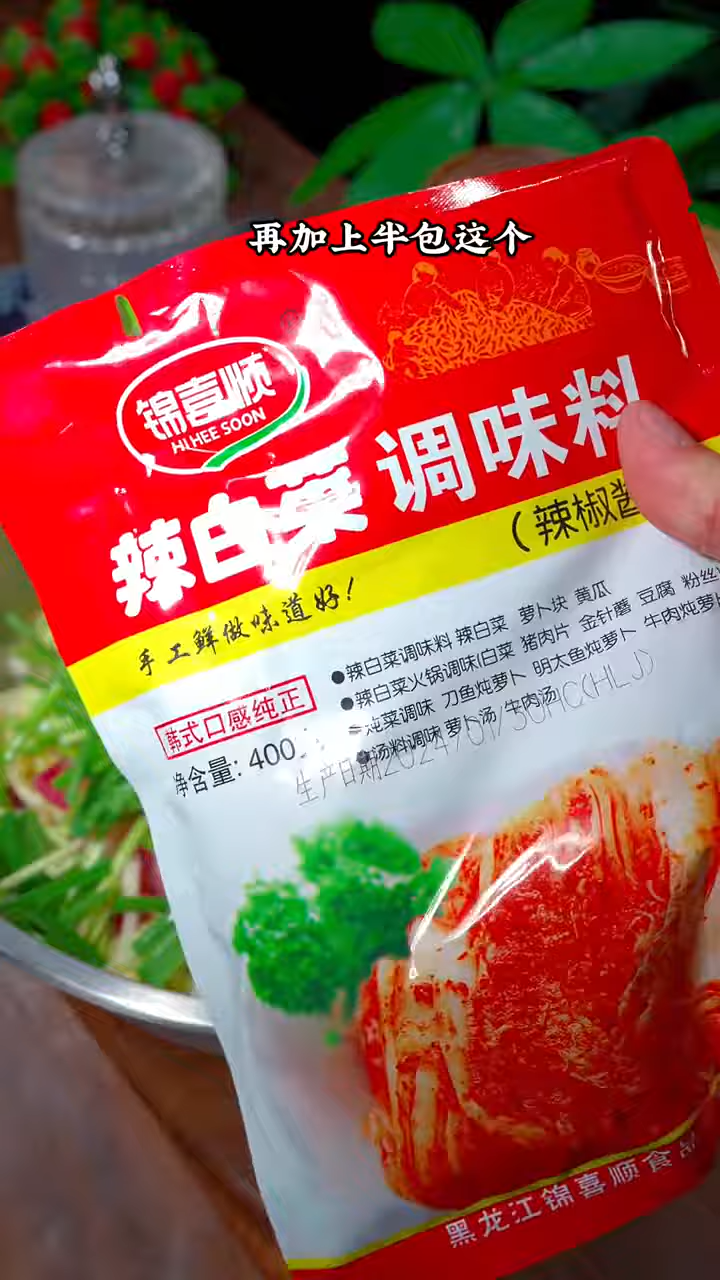 再加上半包这个
锦喜顺
HI HEE SOON
辣白菜 调味料
(辣椒酱
手工鲜做味道好!
●辣白菜调味料 辣白菜 萝卜块 黄瓜
●辣白菜火锅调味(白菜 猪肉片 金针蘑 豆腐 粉丝
炖菜调味 刀鱼炖萝卜 明太鱼炖萝卜 牛肉炖萝卜
●汤料调味 萝卜汤 牛肉汤
韩式口感纯正
净含量: 400
生产日期2024/01/30HC(HLJ)
黑龙江锦喜顺食品